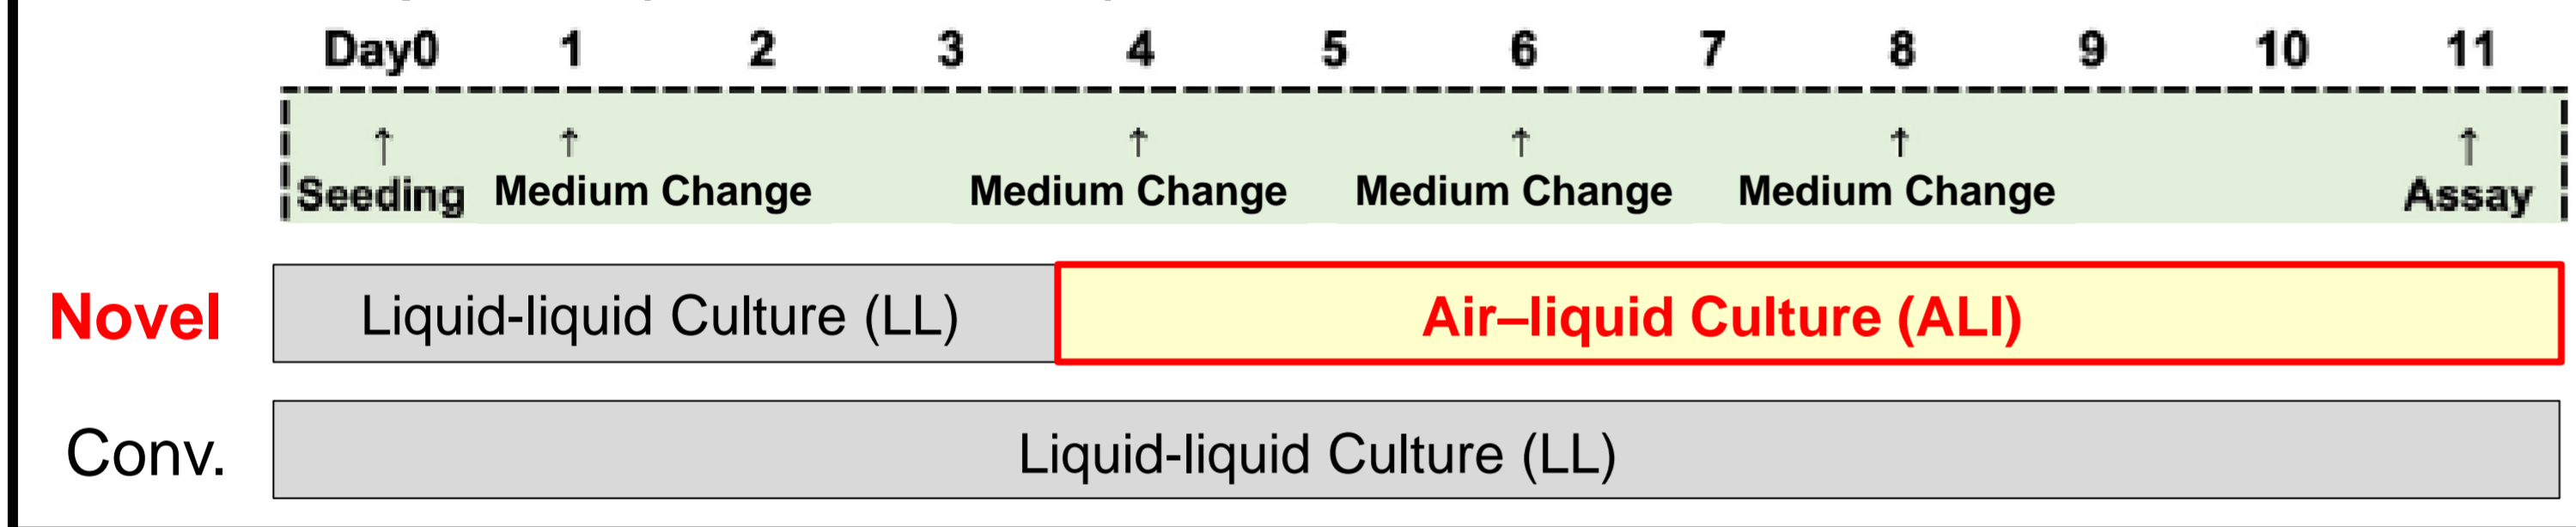 Day0 1 2 3 4 5 6 7 8 9 10 11
↑ ↑ ↑ ↑ ↑ ↑
Seeding Medium Change Medium Change Medium Change Medium Change Assay
Novel Liquid-liquid Culture (LL) Air–liquid Culture (ALI)
Conv. Liquid-liquid Culture (LL)